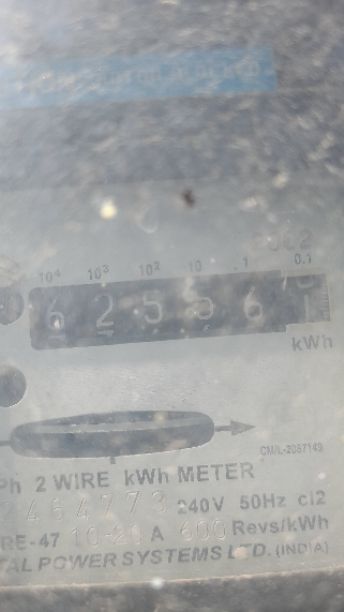 10⁴ 10³ 10² 10 1 0.1
6 2 5 5 6 1
kWh
CM/L-2087149
Ph 2 WIRE kWh METER
2464773 240V 50Hz cl2
RE-47 10-20 A 600 Revs/kWh
TAL POWER SYSTEMS LTD. (INDIA)